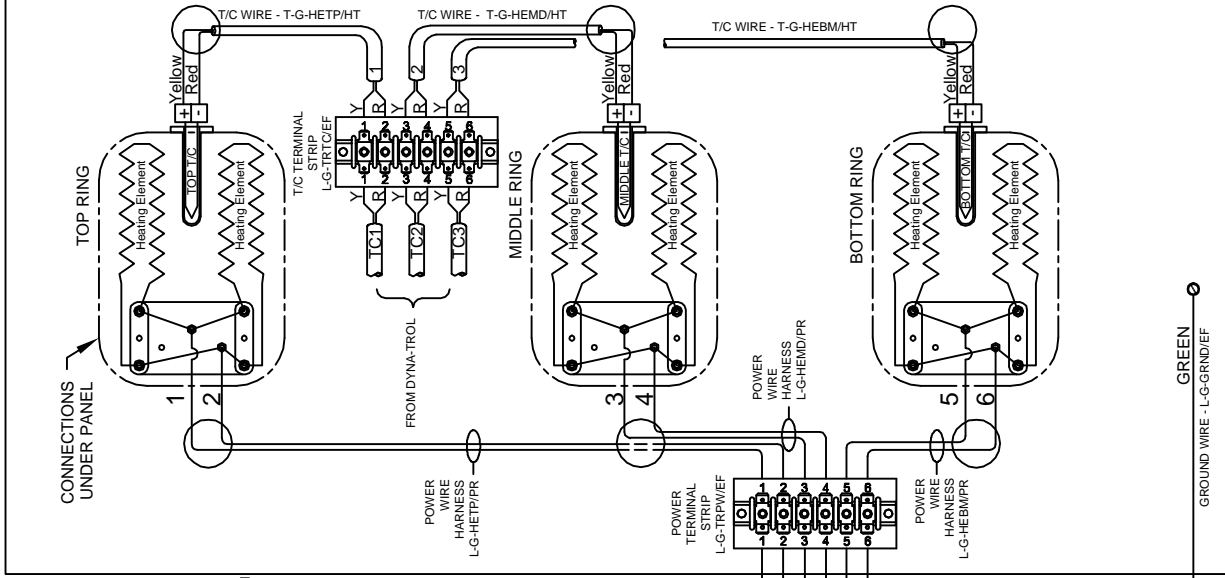 T/C WIRE - T-G-HETP/HT
T/C WIRE - T-G-HEMD/HT
T/C WIRE - T-G-HEBM/HT
Yellow
Red
+ -
TOP T/C
TOP RING
Heating Element
Heating Element
1
2
3
Y R Y R Y R
T/C TERMINAL
STRIP
L-G-TRTC/EF
1 2 3 4 5 6
1 2 3 4 5 6
Y R Y R Y R
TC1
TC2
TC3
FROM DYNA-TROL
Yellow
Red
+ -
MIDDLE T/C
MIDDLE RING
Heating Element
Heating Element
Yellow
Red
+ -
BOTTOM T/C
BOTTOM RING
Heating Element
Heating Element
CONNECTIONS
UNDER PANEL
1
2
3
4
5
6
POWER
WIRE
HARNESS
L-G-HETP/PR
POWER
WIRE
HARNESS
L-G-HEMD/PR
POWER
WIRE
HARNESS
L-G-HEBM/PR
POWER
TERMINAL
STRIP
L-G-TRPW/EF
1 2 3 4 5 6
1 2 3 4 5 6
GREEN
GROUND WIRE - L-G-GRND/EF